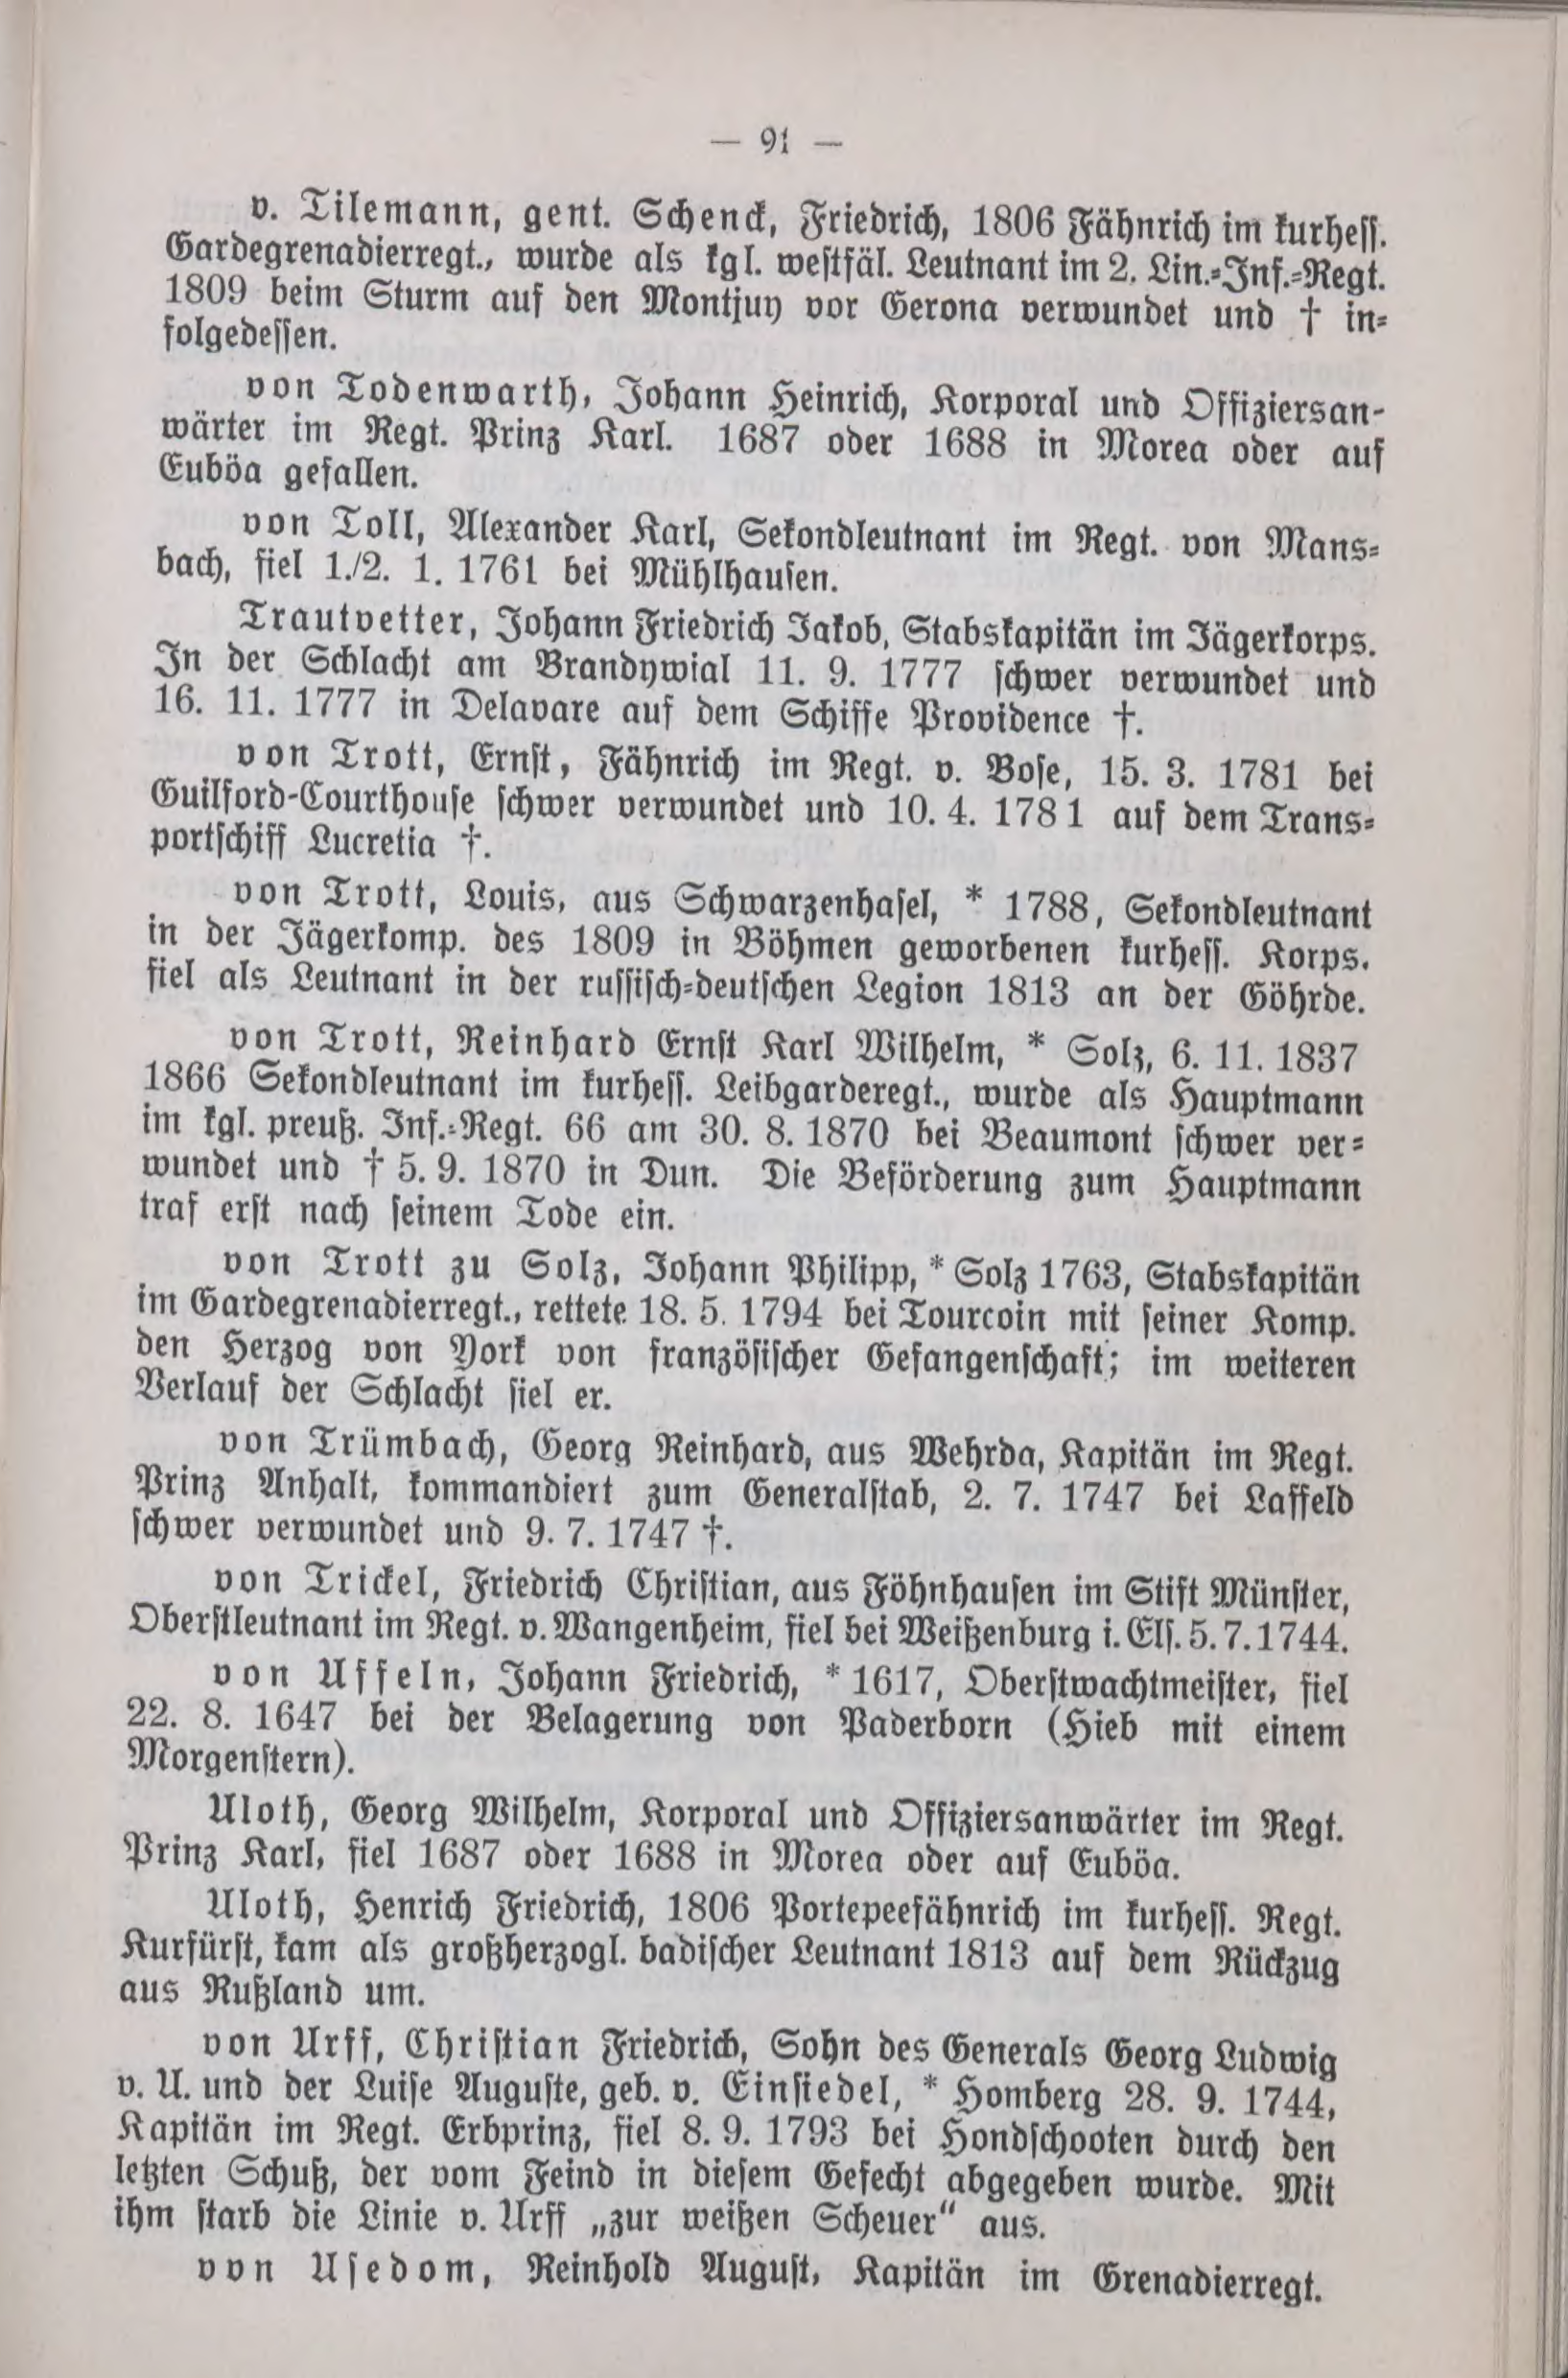 — 91 —
v. Tilemann, gent. Schenck, Friedrich, 1806 Fähnrich im kurhess.
Gardegrenadierregt., wurde als kgl. westfäl. Leutnant im 2. Lin.-Inf.-Regt.
1809 beim Sturm auf den Montjuy vor Gerona verwundet und † in-
folgedessen.
von Todenwarth, Johann Heinrich, Korporal und Offiziersan-
wärter im Regt. Prinz Karl. 1687 oder 1688 in Morea oder auf
Euböa gefallen.
von Toll, Alexander Karl, Sekondleutnant im Regt. von Mans-
bach, fiel 1./2. 1. 1761 bei Mühlhausen.
Trautvetter, Johann Friedrich Jakob, Stabskapitän im Jägerkorps.
In der Schlacht am Brandywial 11. 9. 1777 schwer verwundet und
16. 11. 1777 in Delavare auf dem Schiffe Providence †.
von Trott, Ernst, Fähnrich im Regt. v. Bose, 15. 3. 1781 bei
Guilford-Courthouse schwer verwundet und 10. 4. 1781 auf dem Trans-
portschiff Lucretia †.
von Trott, Louis, aus Schwarzenhasel, * 1788, Sekondleutnant
in der Jägerkomp. des 1809 in Böhmen geworbenen kurhess. Korps.
fiel als Leutnant in der russisch-deutschen Legion 1813 an der Göhrde.
von Trott, Reinhard Ernst Karl Wilhelm, * Solz, 6. 11. 1837
1866 Sekondleutnant im kurhess. Leibgarderegt., wurde als Hauptmann
im kgl. preuß. Inf.-Regt. 66 am 30. 8. 1870 bei Beaumont schwer ver-
wundet und † 5. 9. 1870 in Dun. Die Beförderung zum Hauptmann
traf erst nach seinem Tode ein.
von Trott zu Solz, Johann Philipp, * Solz 1763, Stabskapitän
im Gardegrenadierregt., rettete 18. 5. 1794 bei Tourcoin mit seiner Komp.
den Herzog von York von französischer Gefangenschaft; im weiteren
Verlauf der Schlacht fiel er.
von Trümbach, Georg Reinhard, aus Wehrda, Kapitän im Regt.
Prinz Anhalt, kommandiert zum Generalstab, 2. 7. 1747 bei Laffeld
schwer verwundet und 9. 7. 1747 †.
von Trickel, Friedrich Christian, aus Föhnhausen im Stift Münster,
Oberstleutnant im Regt. v. Wangenheim, fiel bei Weißenburg i. Els. 5. 7. 1744.
von Uffeln, Johann Friedrich, * 1617, Oberstwachtmeister, fiel
22. 8. 1647 bei der Belagerung von Paderborn (Hieb mit einem
Morgenstern).
Uloth, Georg Wilhelm, Korporal und Offiziersanwärter im Regt.
Prinz Karl, fiel 1687 oder 1688 in Morea oder auf Euböa.
Uloth, Henrich Friedrich, 1806 Portepeefähnrich im kurhess. Regt.
Kurfürst, kam als großherzogl. badischer Leutnant 1813 auf dem Rückzug
aus Rußland um.
von Urff, Christian Friedrich, Sohn des Generals Georg Ludwig
v. U. und der Luise Auguste, geb. v. Einsiedel, * Homberg 28. 9. 1744,
Kapitän im Regt. Erbprinz, fiel 8. 9. 1793 bei Hondschooten durch den
letzten Schuß, der vom Feind in diesem Gefecht abgegeben wurde. Mit
ihm starb die Linie v. Urff „zur weißen Scheuer“ aus.
von Usedom, Reinhold August, Kapitän im Grenadierregt.